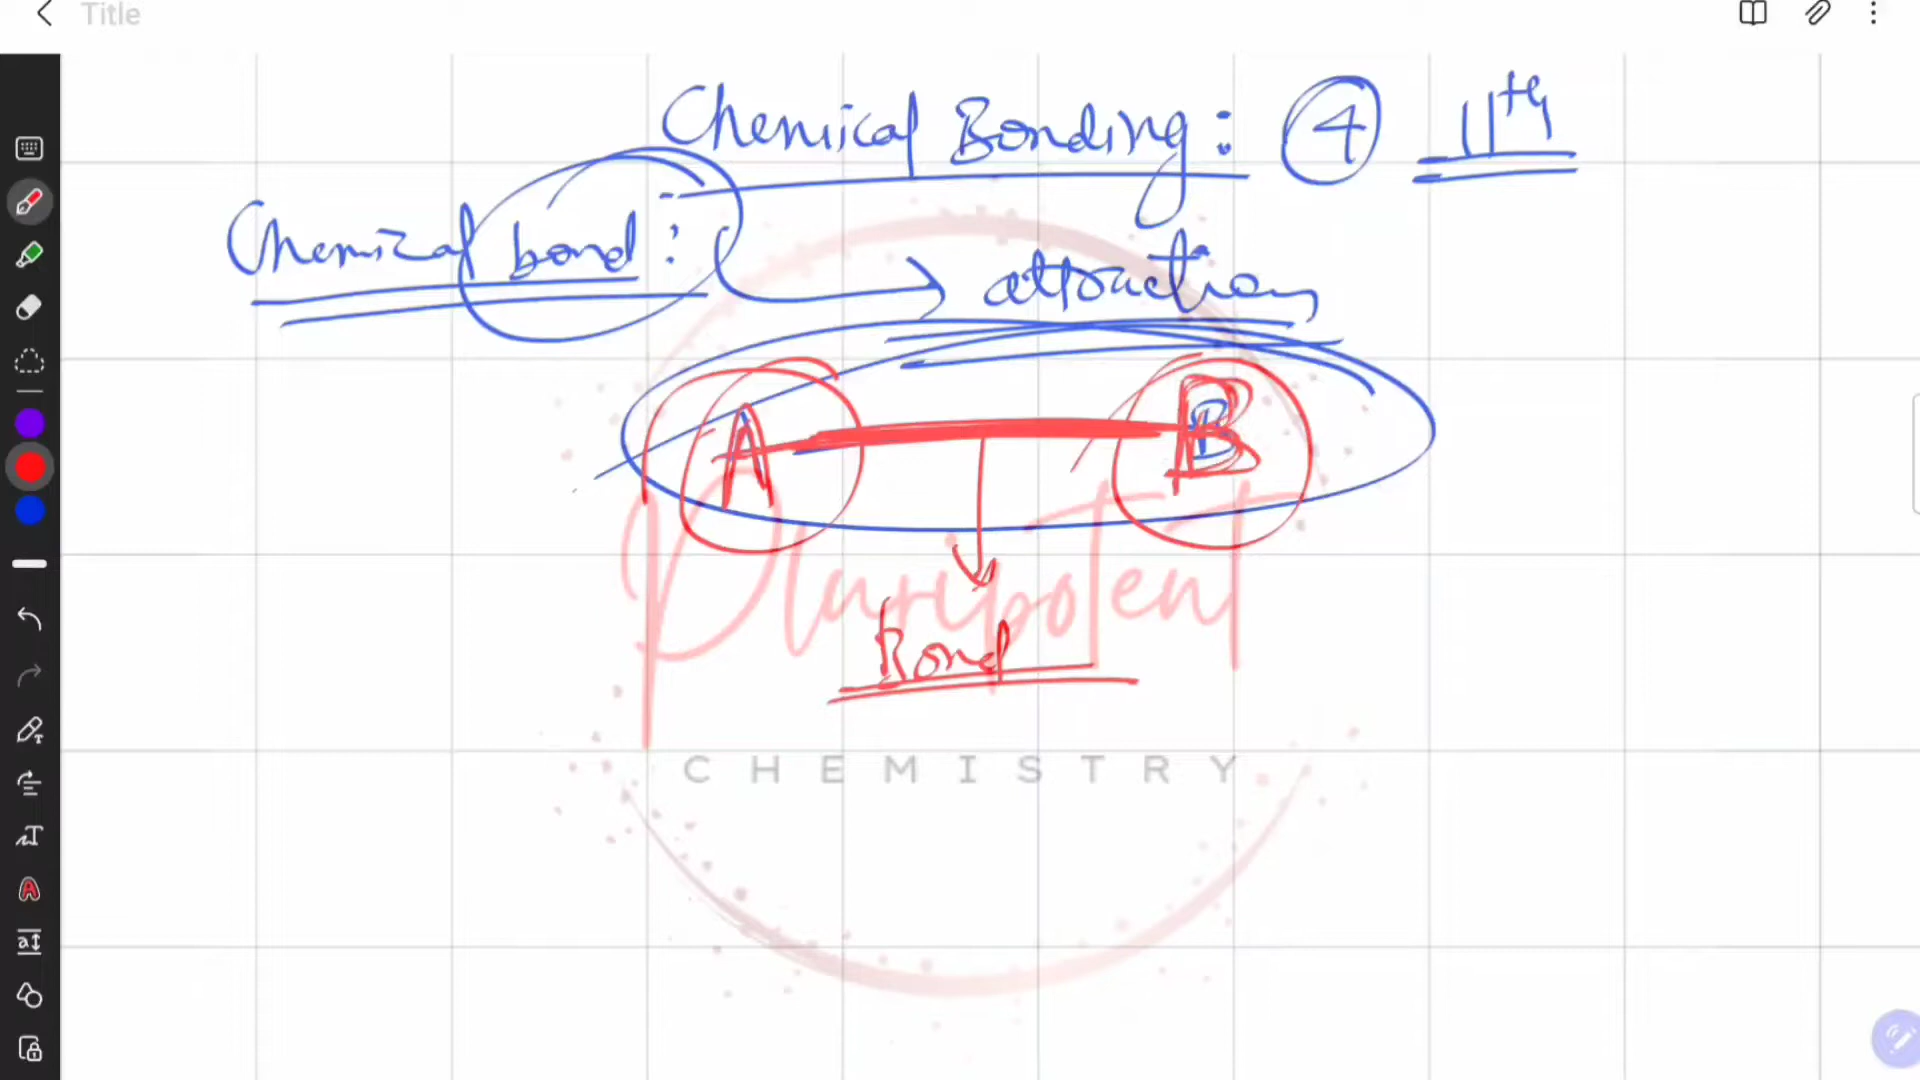 Title
Chemical Bonding: 4 11th
Chemical bond: → attraction
A B
Pluripotent
Bond
CHEMISTRY